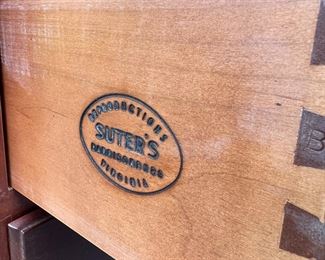 REPRODUCTIONS
SUTER'S
HARRISONBURG
VIRGINIA
B